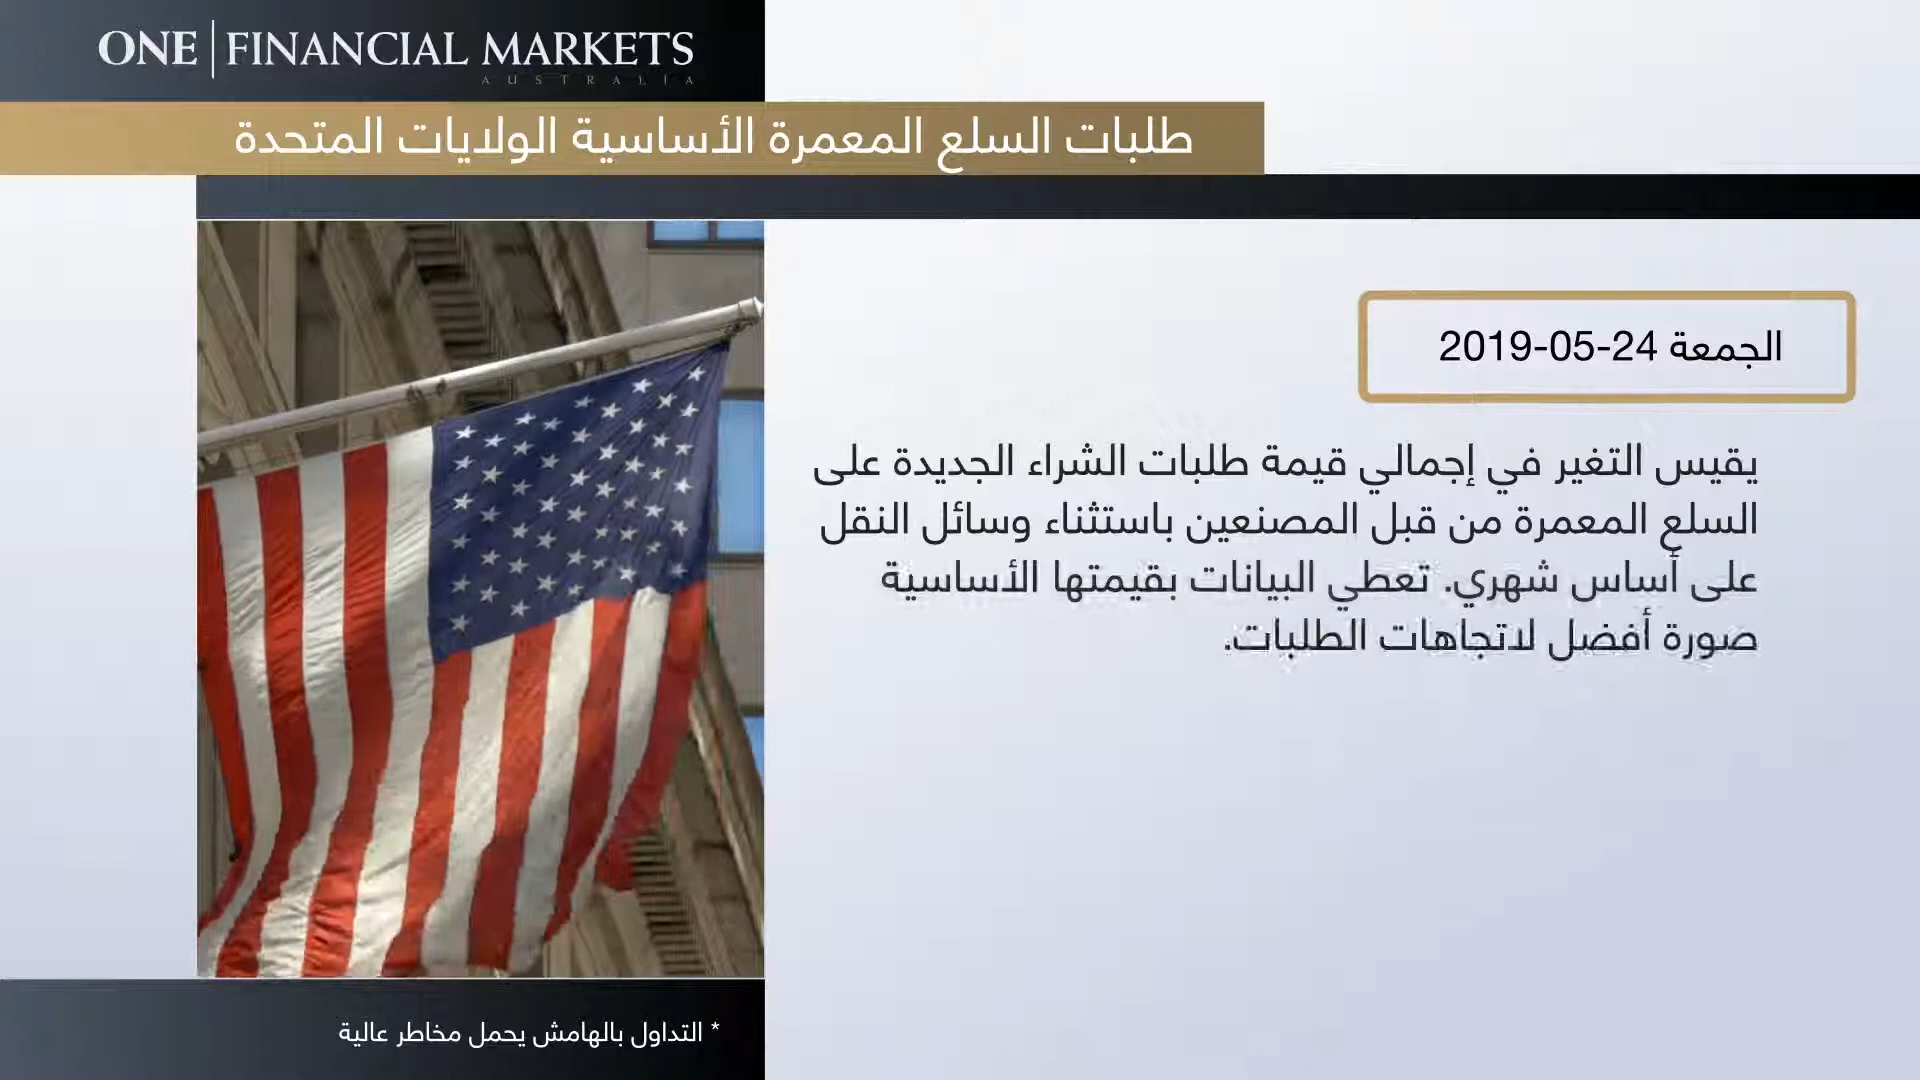 ONE | FINANCIAL MARKETS
AUSTRALIA
طلبات السلع المعمرة الأساسية الولايات المتحدة
الجمعة 24-05-2019
يقيس التغير في إجمالي قيمة طلبات الشراء الجديدة على
السلع المعمرة من قبل المصنعين باستثناء وسائل النقل
على أساس شهري. تعطي البيانات بقيمتها الأساسية
صورة أفضل لاتجاهات الطلبات.
* التداول بالهامش يحمل مخاطر عالية